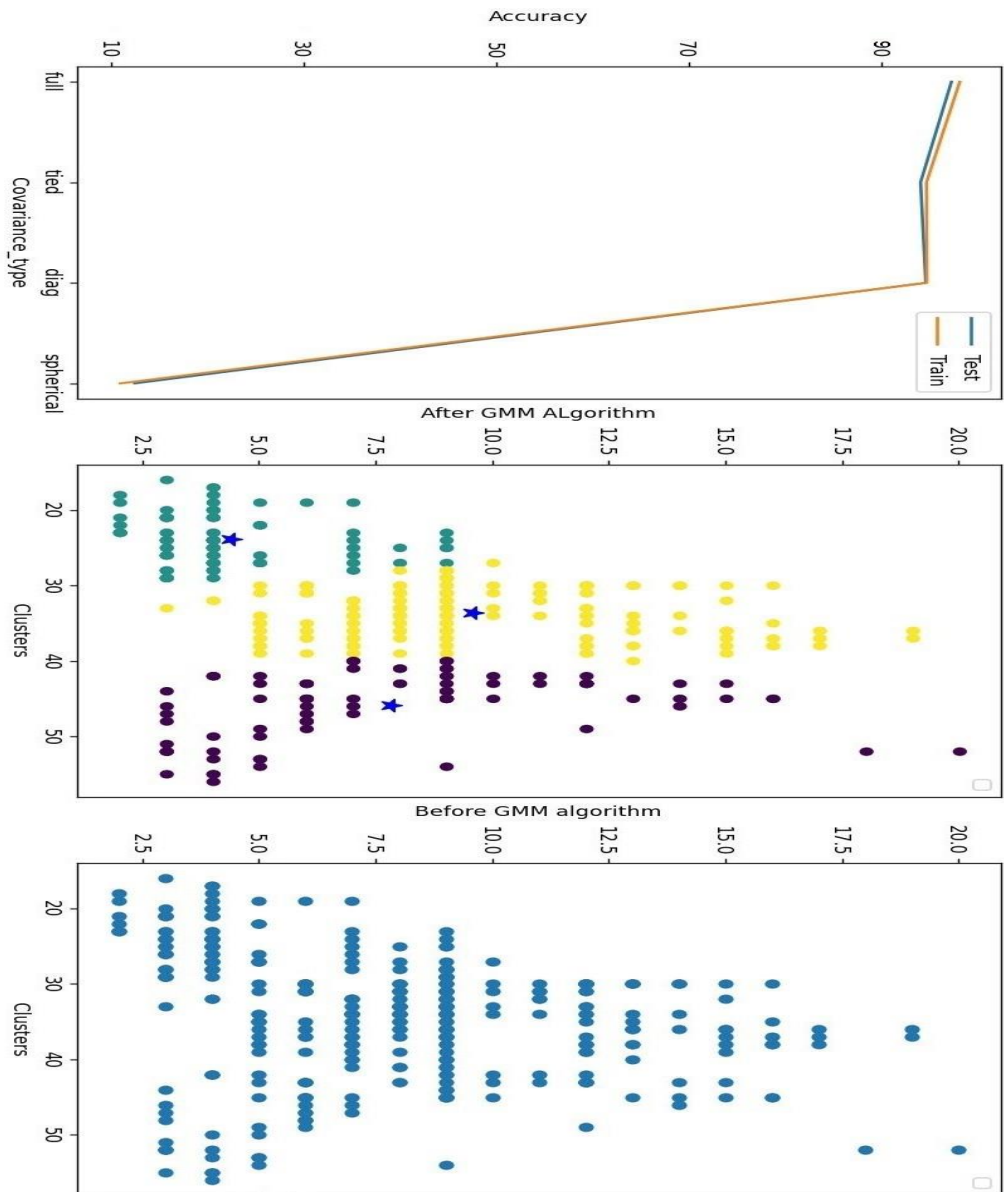 Accuracy
10
30
50
70
90
full
tied
diag
spherical
Covariance_type
Test
Train
After GMM ALgorithm
2.5
5.0
7.5
10.0
12.5
15.0
17.5
20.0
20
30
40
50
Clusters
Before GMM algorithm
2.5
5.0
7.5
10.0
12.5
15.0
17.5
20.0
20
30
40
50
Clusters